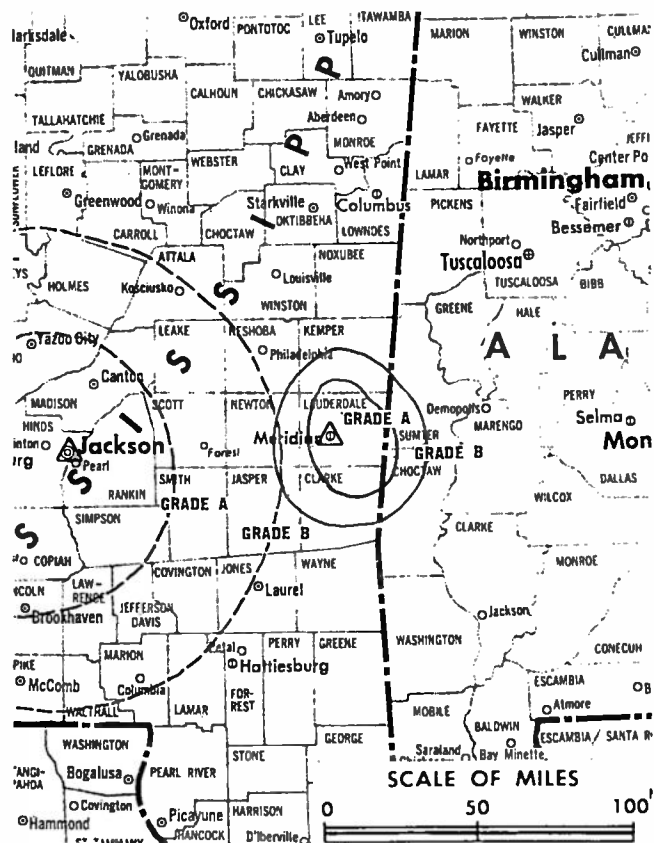 Oxford
PONTOTOC
LEE
ITAWAMBA
MARION
WINSTON
Tupelo
Cullman
QUITMAN
YALOBUSHA
CALHOUN
CHICKASAW
P
Amory
WALKER
TALLAHATCHIE
Aberdeen
FAYETTE
Jasper
Grenada
GRENADA
MONROE
P
WEBSTER
CLAY
West Point
LAMAR
Fayette
LEFLORE
MONT-
GOMERY
Birmingham
Greenwood
Winona
Starkville
Columbus
PICKENS
Fairfield
OKTIBBEHA
Bessemer
CARROLL
CHOCTAW
I
LOWNDES
Northport
ATTALA
NOXUBEE
Tuscaloosa
HOLMES
Kosciusko
Louisville
TUSCALOOSA
BIBB
S
WINSTON
GREENE
HALE
LEAKE
NESHOBA
KEMPER
Yazoo City
Philadelphia
A L A
S
Canton
PERRY
MADISON
SCOTT
NEWTON
LAUDERDALE
Demopolis
GRADE A
MARENGO
Selma
HINDS
I
Meridian
SUMTER
Jackson
Forest
GRADE B
Pearl
CHOCTAW
S
SMITH
JASPER
CLARKE
DALLAS
RANKIN
GRADE A
WILCOX
SIMPSON
GRADE B
CLARKE
S
COPIAH
WAYNE
MONROE
COVINGTON
JONES
LAW-
RENCE
Laurel
JEFFERSON
DAVIS
Brookhaven
Jackson
WASHINGTON
PIKE
MARION
Petal
PERRY
GREENE
CONECUH
Hattiesburg
McComb
Columbia
ESCAMBIA
FOR-
REST
Atmore
WALTHALL
LAMAR
MOBILE
WASHINGTON
GEORGE
BALDWIN
ESCAMBIA
SANTA R
STONE
Saraland
Bay Minette
Bogalusa
PEARL RIVER
SCALE OF MILES
Covington
Picayune
HARRISON
0 50 100
Hammond
HANCOCK
D'Iberville
ST. TAMMANY